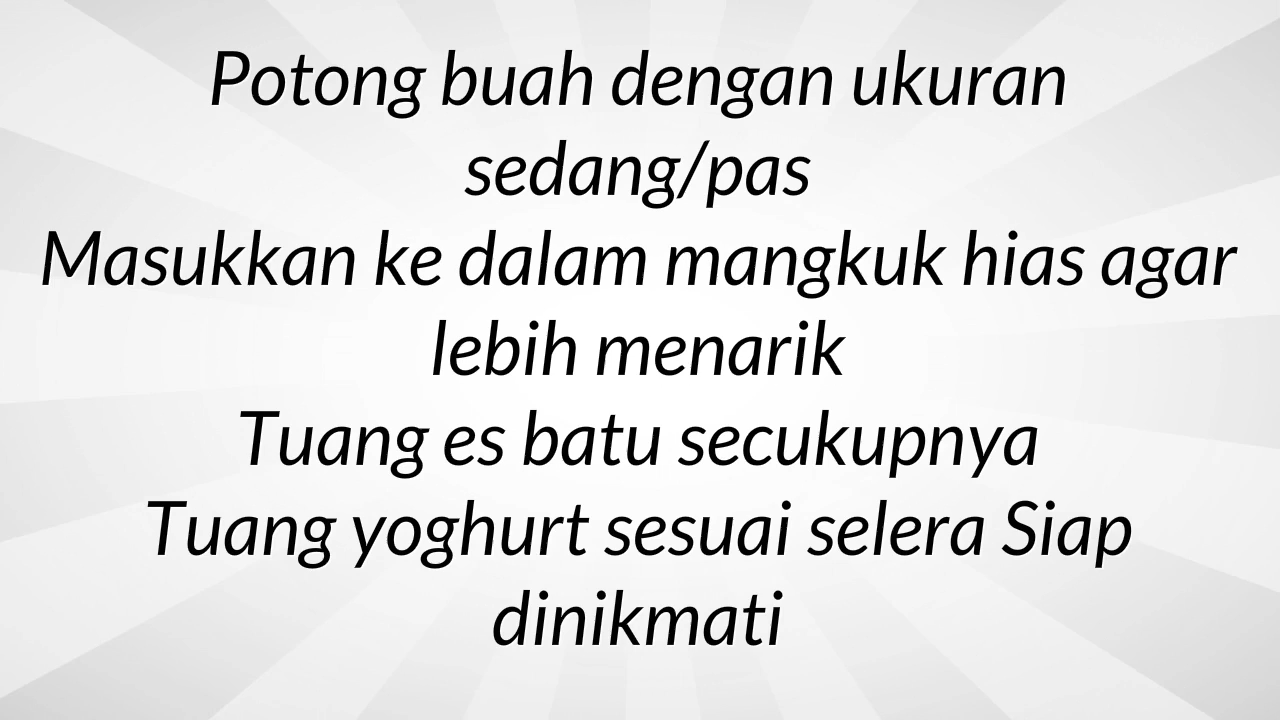 Potong buah dengan ukuran
sedang/pas
Masukkan ke dalam mangkuk hias agar
lebih menarik
Tuang es batu secukupnya
Tuang yoghurt sesuai selera Siap
dinikmati